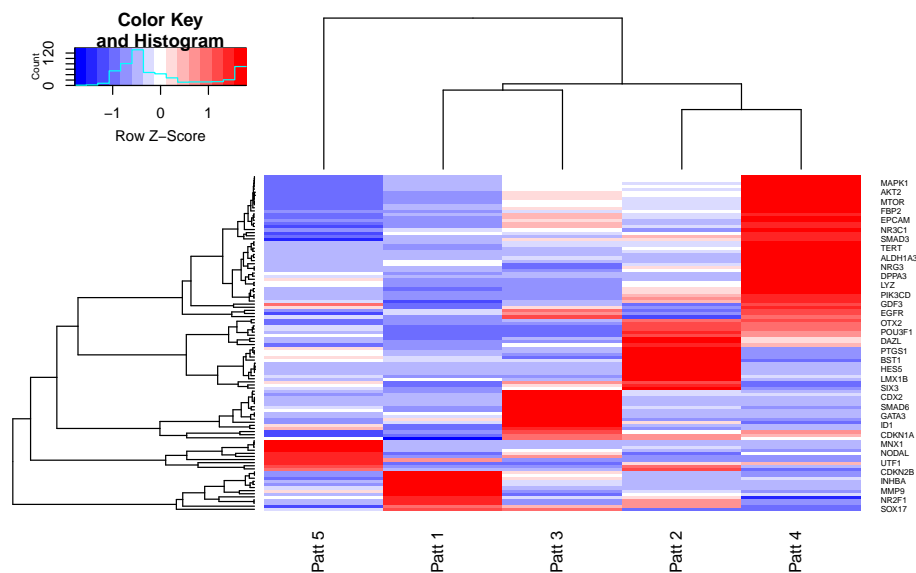 Color Key
and Histogram
Count
0
120
−1
0
1
Row Z−Score
MAPK1
AKT2
MTOR
FBP2
EPCAM
NR3C1
SMAD3
TERT
ALDH1A3
NRG3
DPPA3
LYZ
PIK3CD
GDF3
EGFR
OTX2
POU3F1
DAZL
PTGS1
BST1
HES5
LMX1B
SIX3
CDX2
SMAD6
GATA3
ID1
CDKN1A
MNX1
NODAL
UTF1
CDKN2B
INHBA
MMP9
NR2F1
SOX17
Patt 5
Patt 1
Patt 3
Patt 2
Patt 4